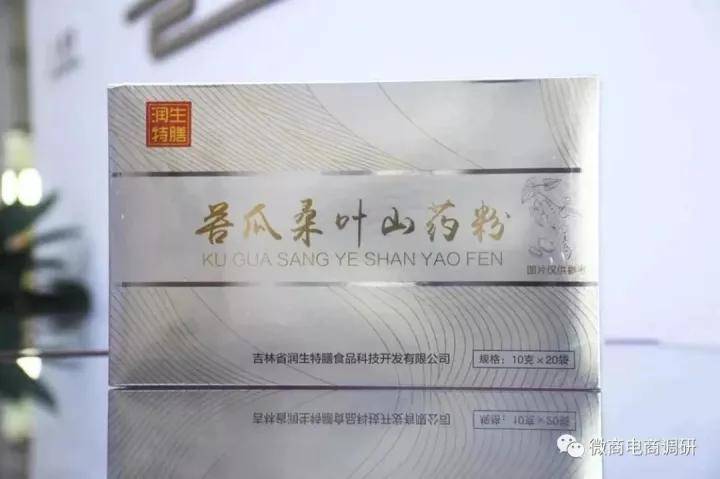 润生
特膳
苦瓜桑叶山药粉
KU GUA SANG YE SHAN YAO FEN
图片仅供参考
吉林省润生特膳食品科技开发有限公司
规格：10克×20袋
微商电商调研